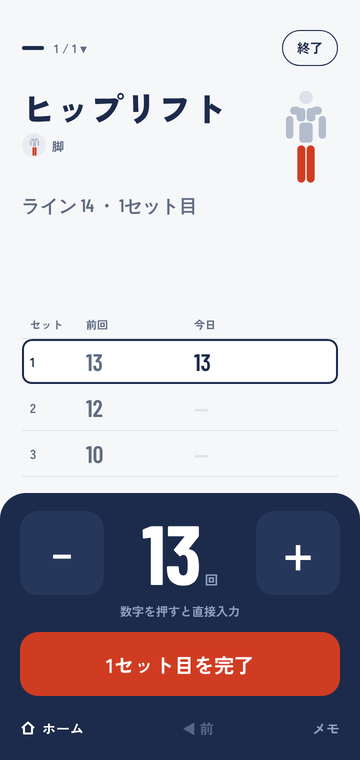 1 / 1 ▾
終了
ヒップリフト
脚
ライン 14 ・ 1セット目
セット 前回 今日
1 13 13
2 12 —
3 10 —
− 13 回 +
数字を押すと直接入力
1セット目を完了
ホーム ◀ 前 メモ